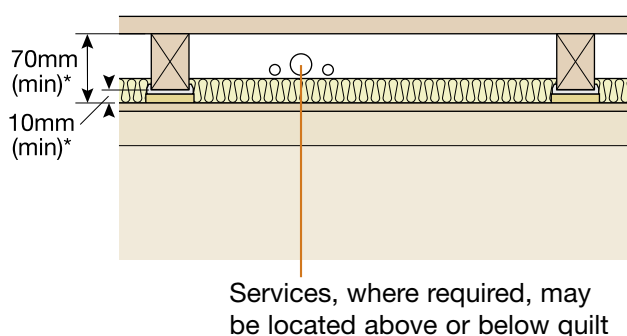 70mm
(min)*
10mm
(min)*
Services, where required, may
be located above or below quilt